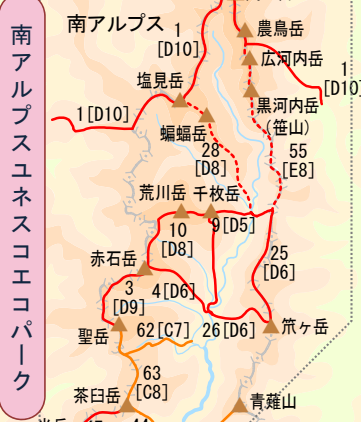 南アルプスユネスコエコパーク
南アルプス
1
[D10]
農鳥岳
広河内岳
1
[D10]
塩見岳
黒河内岳
(笹山)
1[D10]
蝙蝠岳
28
[D8]
55
[E8]
荒川岳
千枚岳
10
[D8]
9[D5]
25
[D6]
赤石岳
3
[D9]
4[D6]
聖岳
62[C7]
26[D6]
笊ヶ岳
63
[C8]
茶臼岳
青薙山